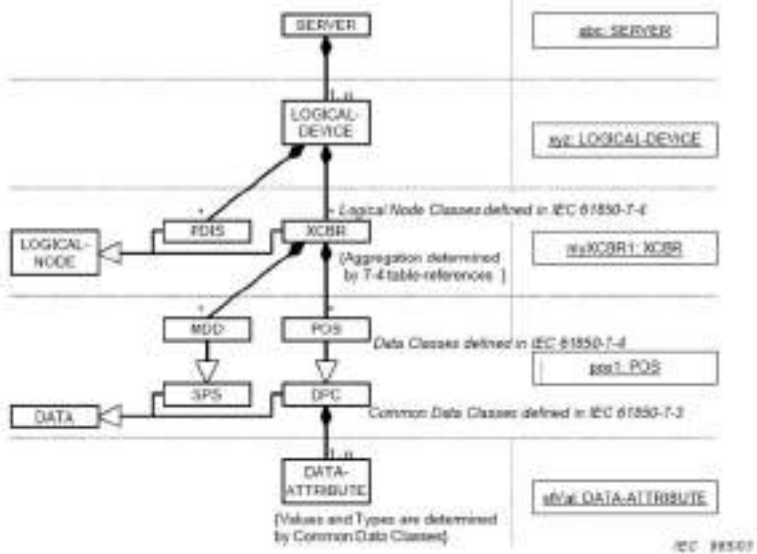 SERVER
abc: SERVER
1..n
LOGICAL-
DEVICE
xyz: LOGICAL-DEVICE
*
*
Logical Node Classes defined in IEC 61850-7-4
PDIS
XCBR
LOGICAL-
NODE
{Aggregation determined
by 7-4 table-references }
myXCBR1: XCBR
*
*
POS
Data Classes defined in IEC 61850-7-4
pos1: POS
SPS
DPC
DATA
Common Data Classes defined in IEC 61850-7-3
1..n
DATA-
ATTRIBUTE
DATA-ATTRIBUTE
{Values and Types are determined
by Common Data Classes}
IEC